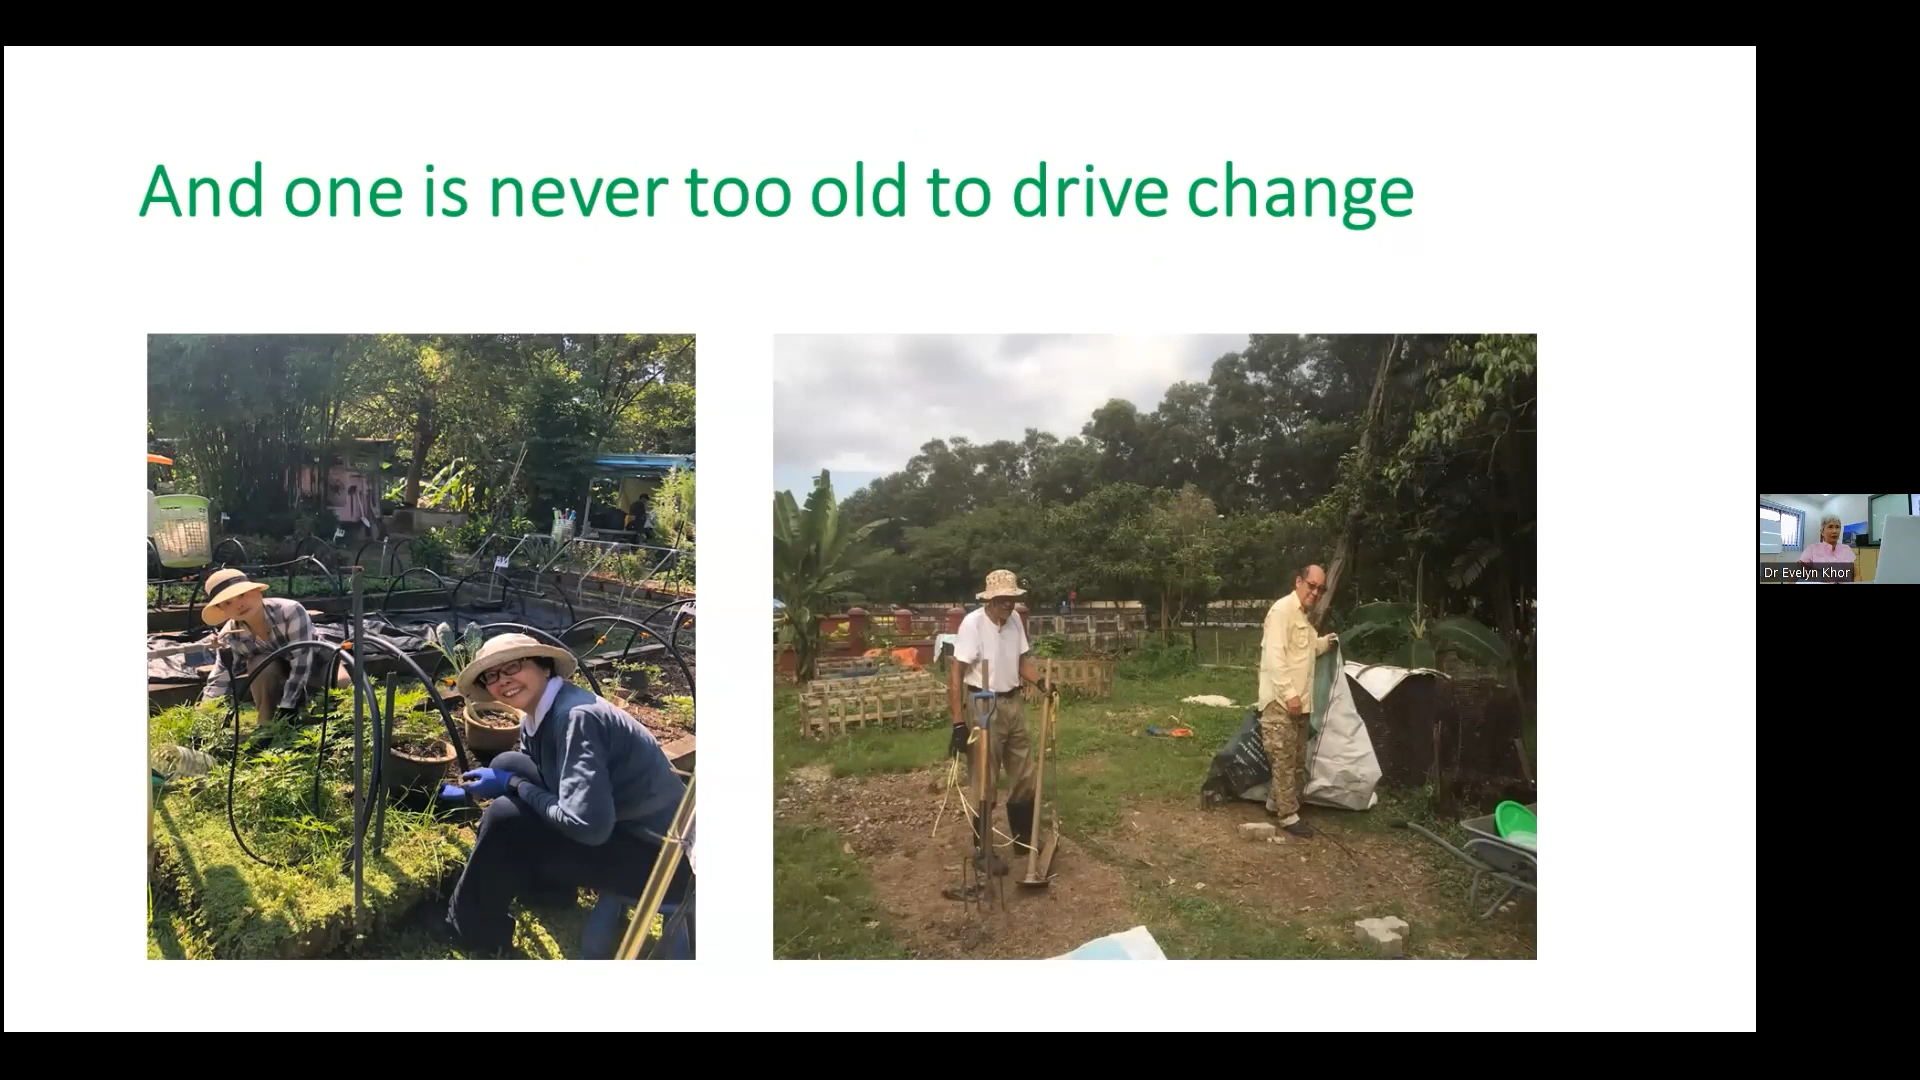 And one is never too old to drive change
Dr Evelyn Khor